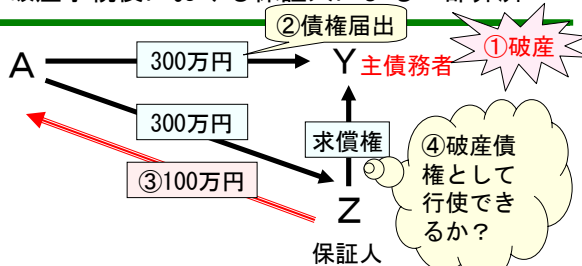 ②債権届出
①破産
A
300万円
Y
主債務者
300万円
求償権
③100万円
④破産債
権として
行使でき
るか？
Z
保証人